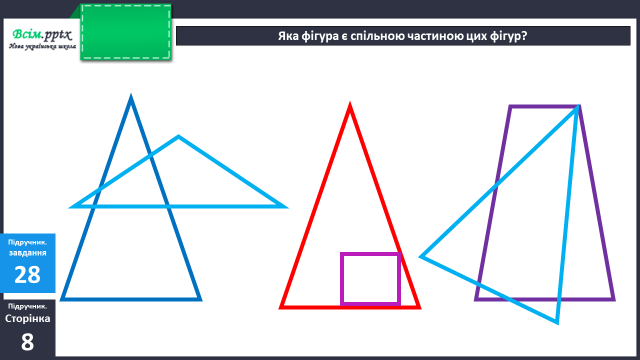 Всім.pptx
Нова українська школа
Яка фігура є спільною частиною цих фігур?
Підручник.
завдання
28
Підручник.
Сторінка
8